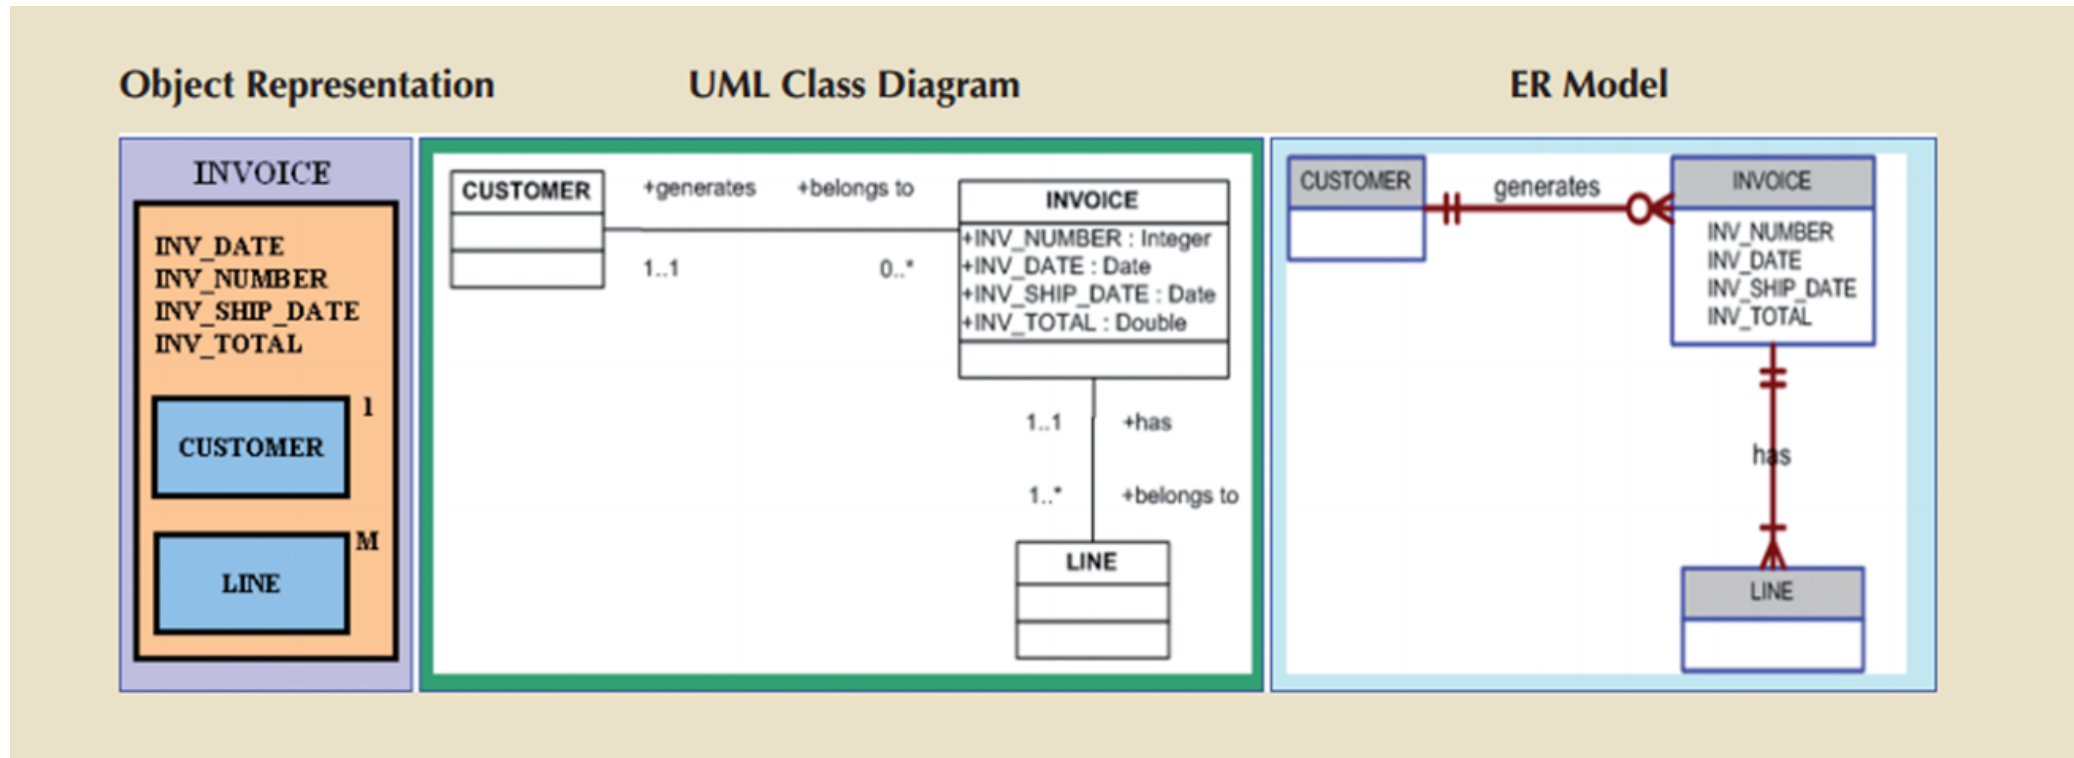 Object Representation
UML Class Diagram
ER Model
INVOICE
INV_DATE
INV_NUMBER
INV_SHIP_DATE
INV_TOTAL
1
CUSTOMER
M
LINE
CUSTOMER
+generates
+belongs to
1..1
0..*
INVOICE
+INV_NUMBER : Integer
+INV_DATE : Date
+INV_SHIP_DATE : Date
+INV_TOTAL : Double
1..1
+has
1..*
+belongs to
LINE
CUSTOMER
generates
INVOICE
INV_NUMBER
INV_DATE
INV_SHIP_DATE
INV_TOTAL
has
LINE